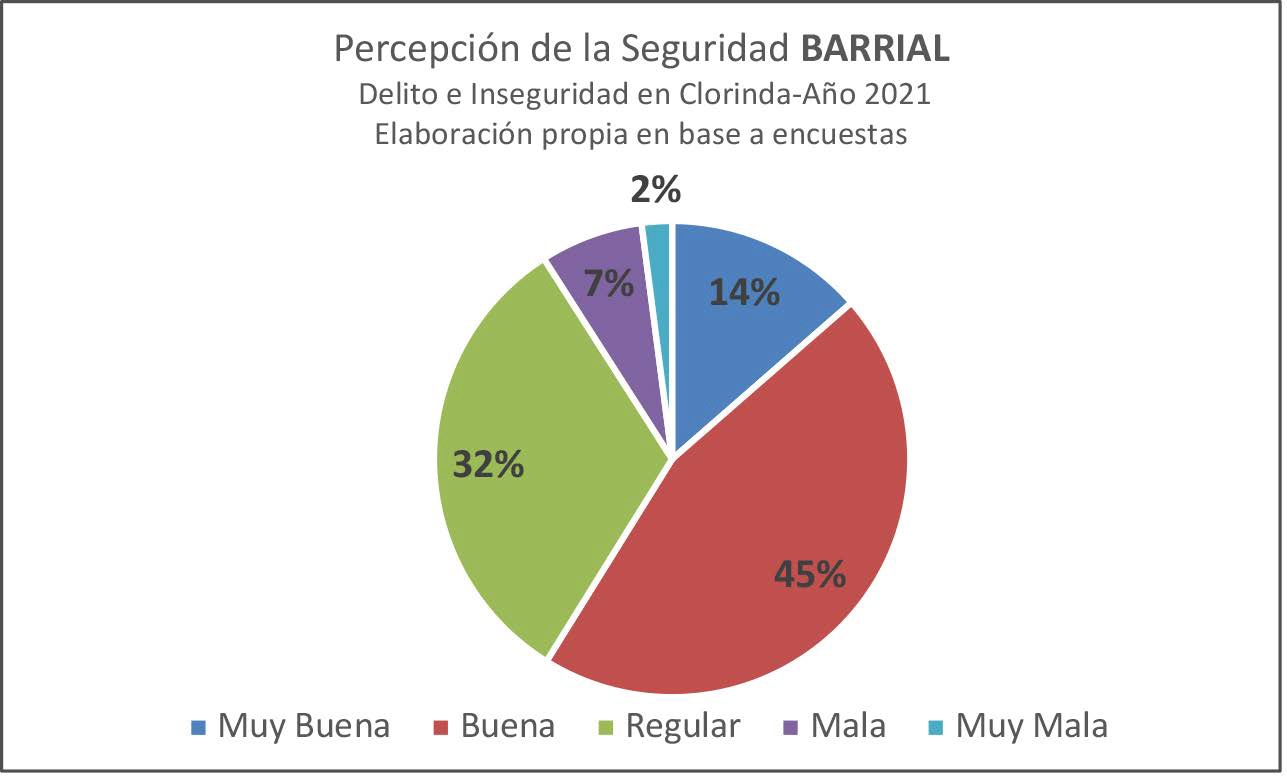 Percepción de la Seguridad BARRIAL
Delito e Inseguridad en Clorinda-Año 2021
Elaboración propia en base a encuestas
2%
7%
14%
32%
45%
Muy Buena
Buena
Regular
Mala
Muy Mala